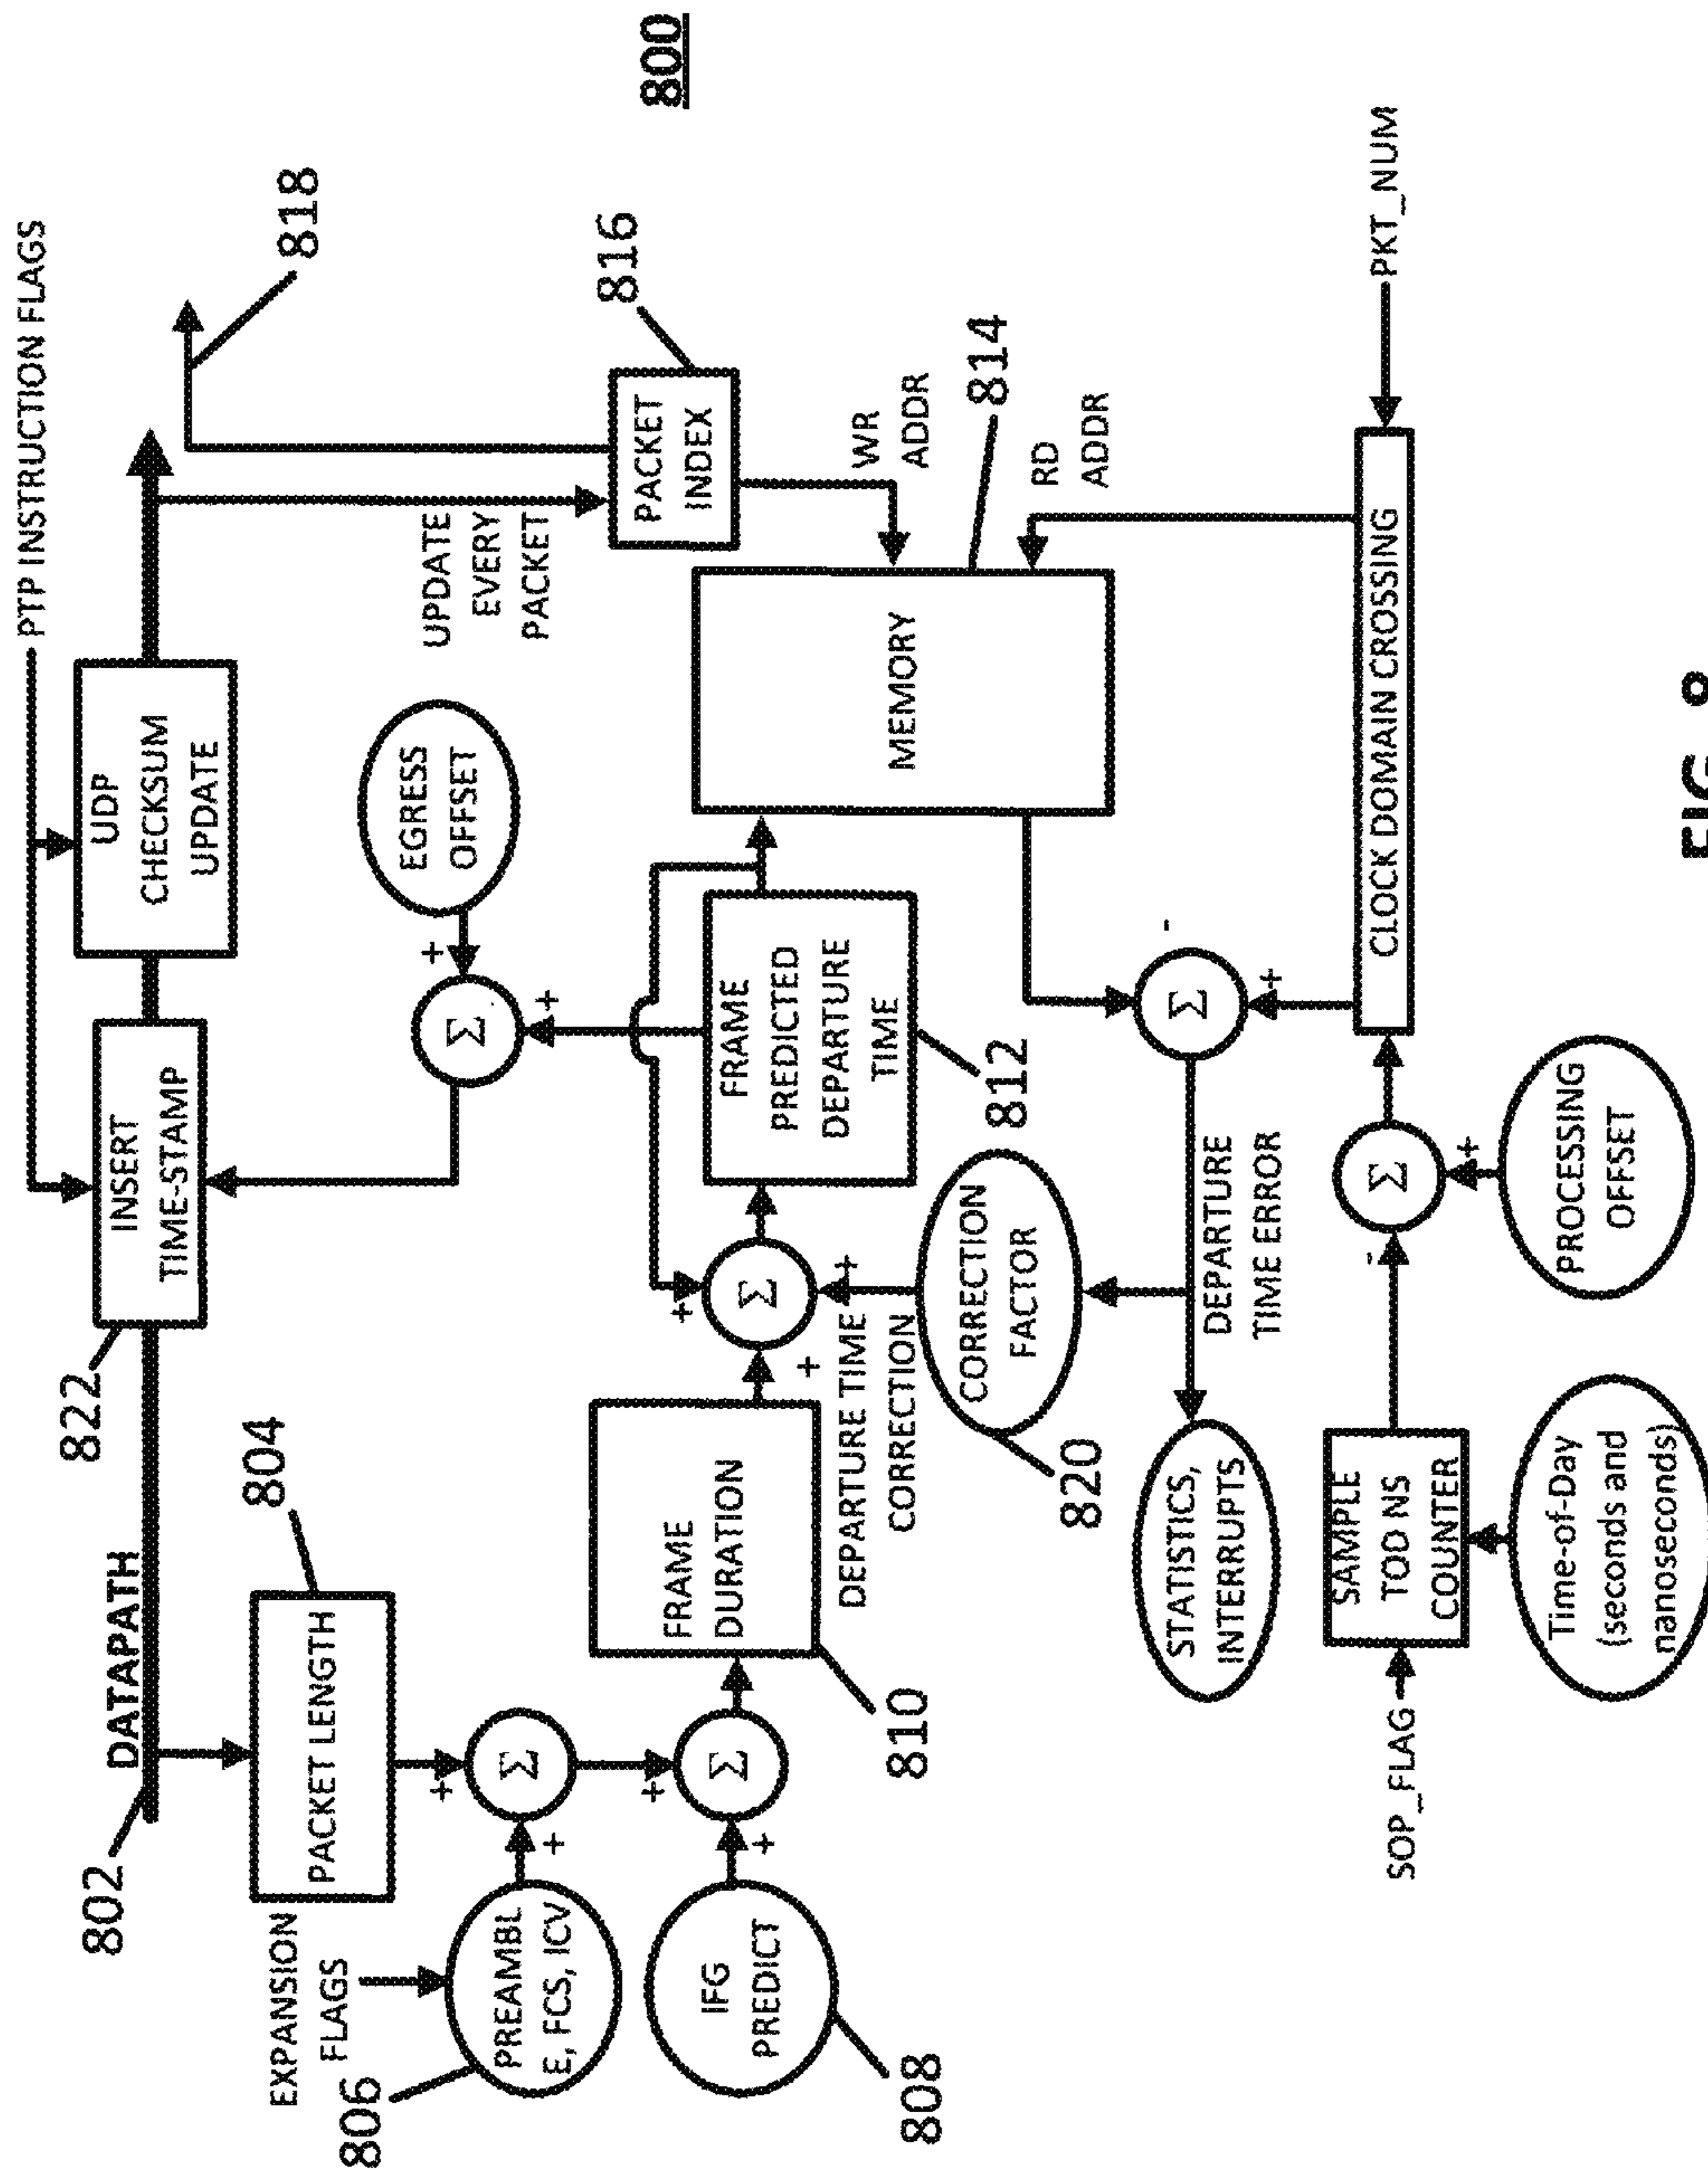 PTP INSTRUCTION FLAGS
800
818
822
802
DATAPATH
804
INSERT
TIME-STAMP
UDP
CHECKSUM
UPDATE
EXPANSION
FLAGS
PACKET LENGTH
EGRESS
OFFSET
UPDATE
EVERY
PACKET
+
+
Σ
+
Σ
+
806
PREAMBL
E, FCS, ICV
+
Σ
816
PACKET
INDEX
IFG
PREDICT
+
Σ
808
FRAME
DURATION
810
+
Σ
+
+
FRAME
PREDICTED
DEPARTURE
TIME
812
MEMORY
WR
ADDR
814
RD
ADDR
DEPARTURE TIME
CORRECTION
CORRECTION
FACTOR
820
STATISTICS,
INTERRUPTS
DEPARTURE
TIME ERROR
Σ
-
+
SOP_FLAG
SAMPLE
TOD NS
COUNTER
-
Σ
+
CLOCK DOMAIN CROSSING
PKT_NUM
Time-of-Day
(seconds and
nanoseconds)
PROCESSING
OFFSET
FIG. 8